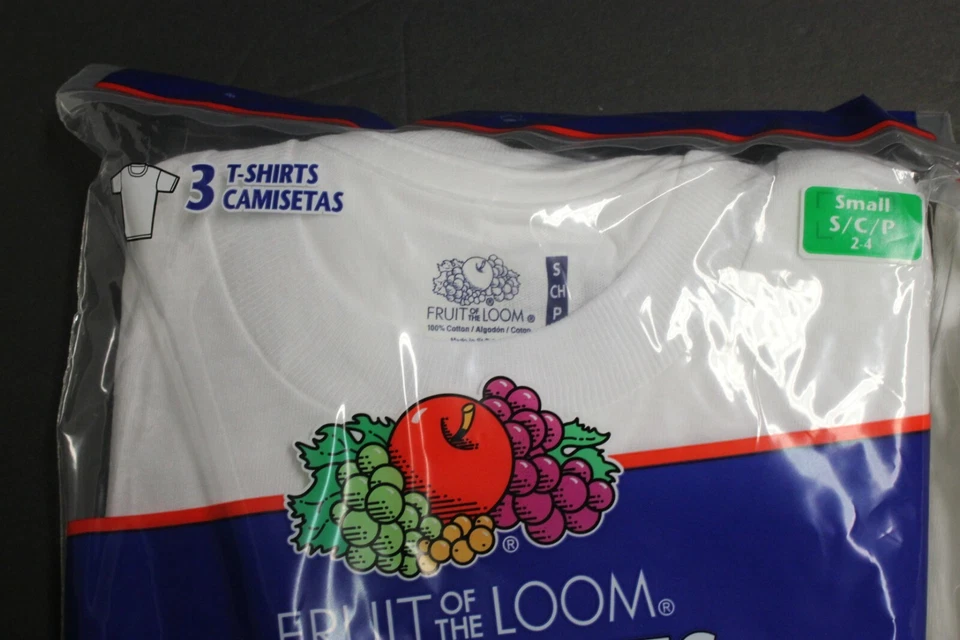 3 T-SHIRTS
CAMISETAS
Small
S/C/P
2-4
S
CH
P
FRUIT OF THE LOOM ®
100% Cotton / Algodón / Coton
®
FRUIT OF THE LOOM®